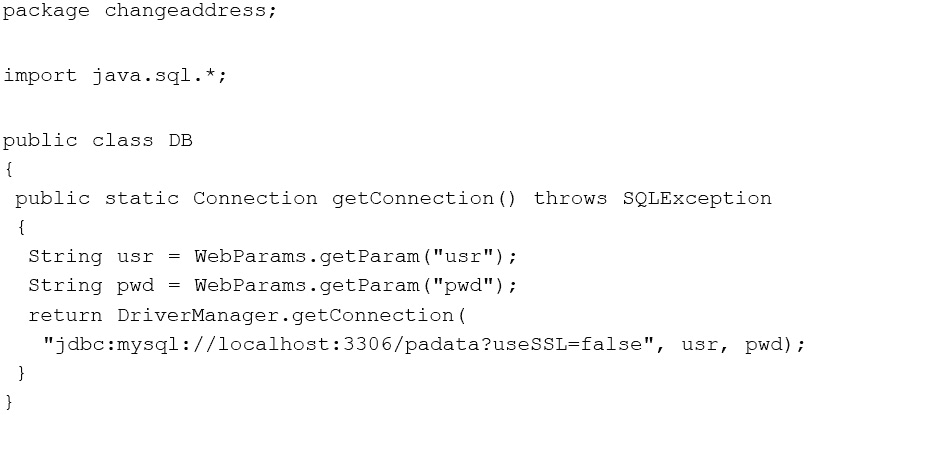 package changeaddress;
import java.sql.*;
public class DB
{
public static Connection getConnection() throws SQLException
{
String usr = WebParams.getParam("usr");
String pwd = WebParams.getParam("pwd");
return DriverManager.getConnection(
"jdbc:mysql://localhost:3306/padata?useSSL=false", usr, pwd);
}
}